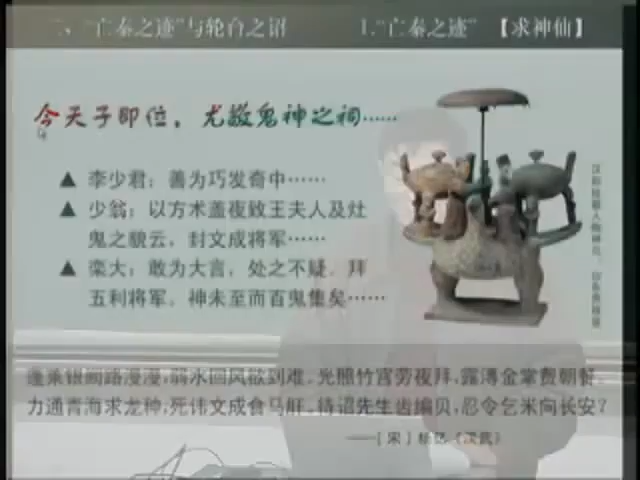 二、“亡秦之迹”与轮台之诏 1.“亡秦之迹” 【求神仙】
今天子即位，尤敬鬼神之祠……
▲ 李少君：善为巧发奇中……
▲ 少翁：以方术盖夜致王夫人及灶
鬼之貌云，封文成将军……
▲ 栾大：敢为大言，处之不疑，拜
五利将军，神未至而百鬼集矣……
蓬莱银阙路漫漫，弱水回风欲到难。光照竹宫劳夜拜，露漙金掌费朝餐。
力通青海求龙种，死讳文成食马肝。待诏先生齿编贝，忍令乞米向长安？
——［宋］杨亿《汉武》